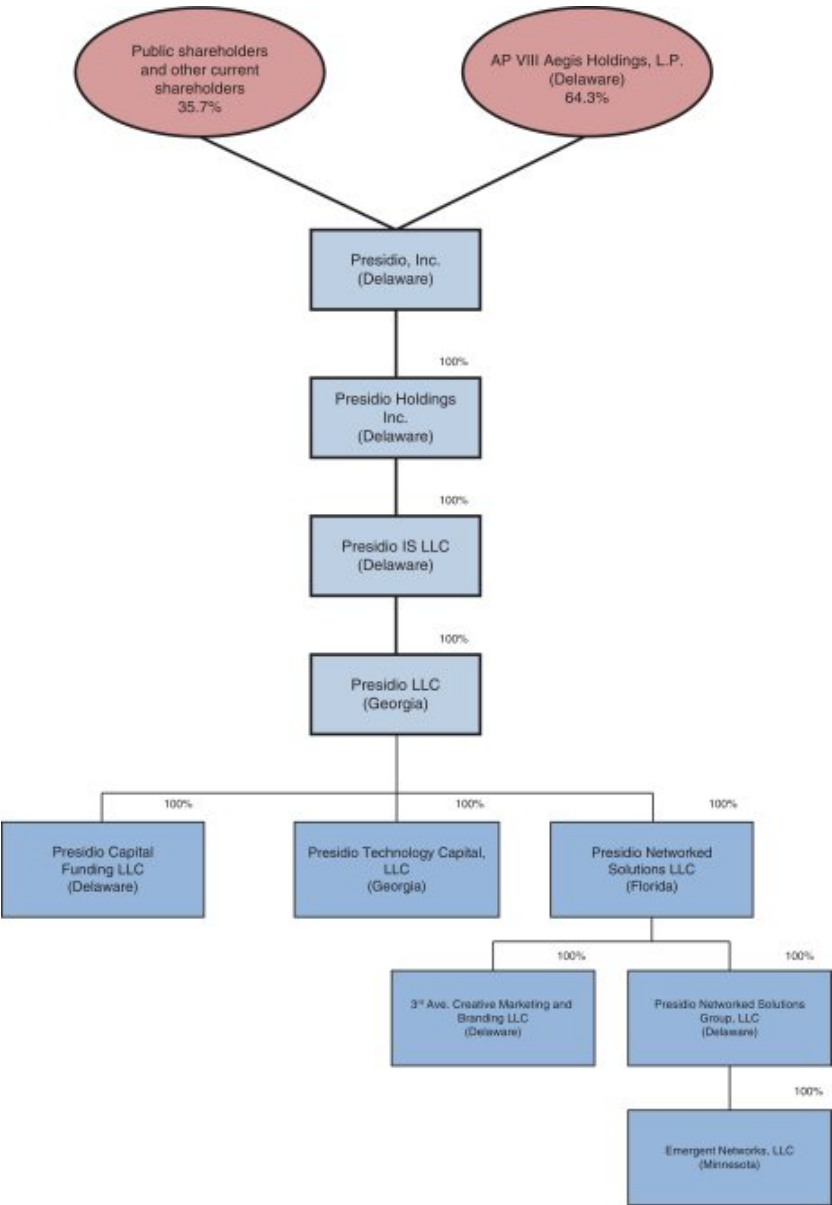 Public shareholders
and other current
shareholders
35.7%
AP VIII Aegis Holdings, L.P.
(Delaware)
64.3%
Presidio, Inc.
(Delaware)
100%
Presidio Holdings
Inc.
(Delaware)
100%
Presidio IS LLC
(Delaware)
100%
Presidio LLC
(Georgia)
100%
100%
100%
Presidio Capital
Funding LLC
(Delaware)
Presidio Technology Capital,
LLC
(Georgia)
Presidio Networked
Solutions LLC
(Florida)
100%
100%
3rd Ave. Creative Marketing and
Branding LLC
(Delaware)
Presidio Networked Solutions
Group, LLC
(Delaware)
100%
Emergent Networks, LLC
(Minnesota)